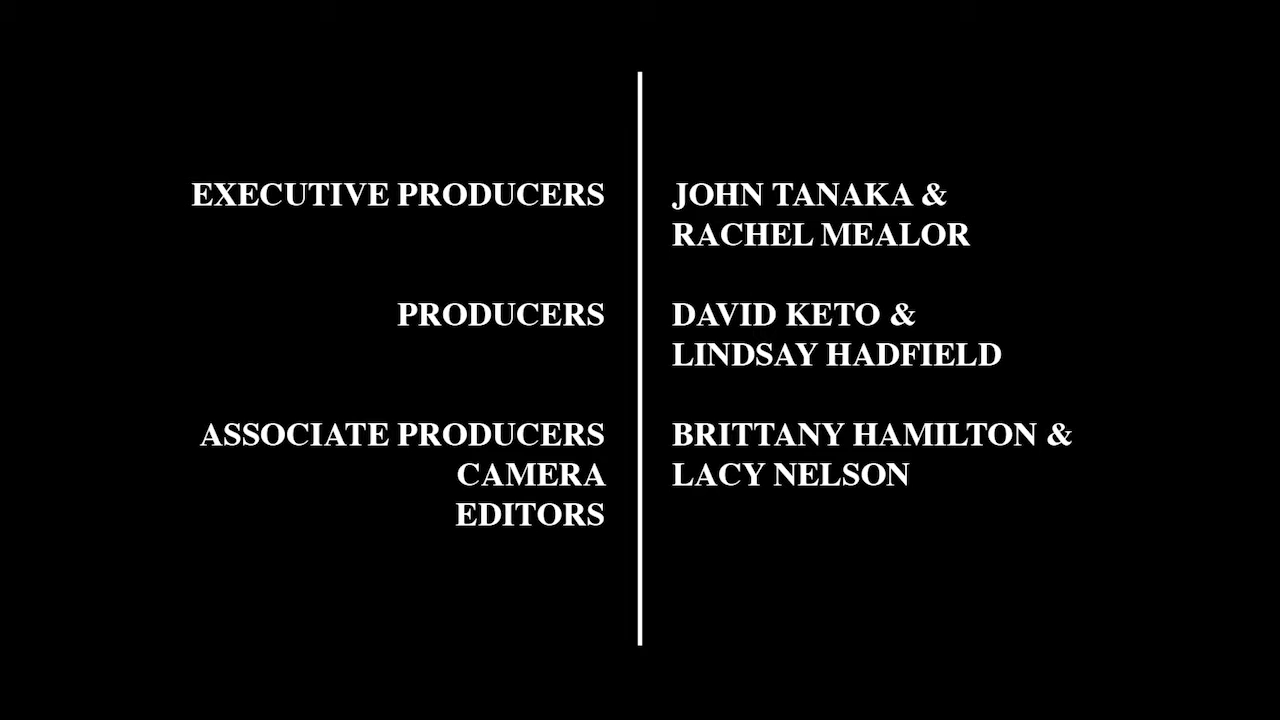 EXECUTIVE PRODUCERS
JOHN TANAKA &
RACHEL MEALOR
PRODUCERS
DAVID KETO &
LINDSAY HADFIELD
ASSOCIATE PRODUCERS
CAMERA
EDITORS
BRITTANY HAMILTON &
LACY NELSON